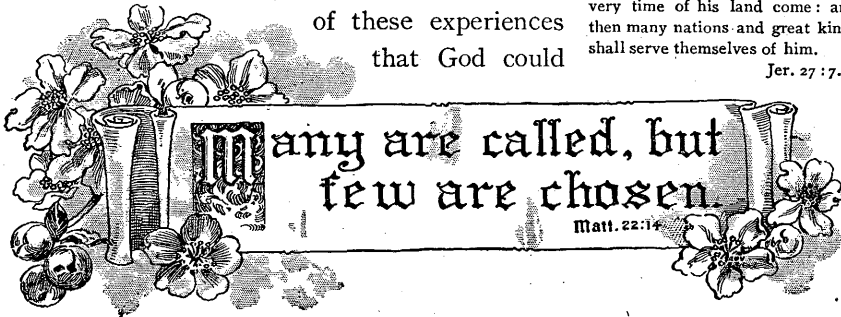 of these experiences
that God could
very time of his land come: 
then many nations and great
shall serve themselves of him.
Jer. 27:7.
Many are called, but
few are chosen.
Matt. 22:14